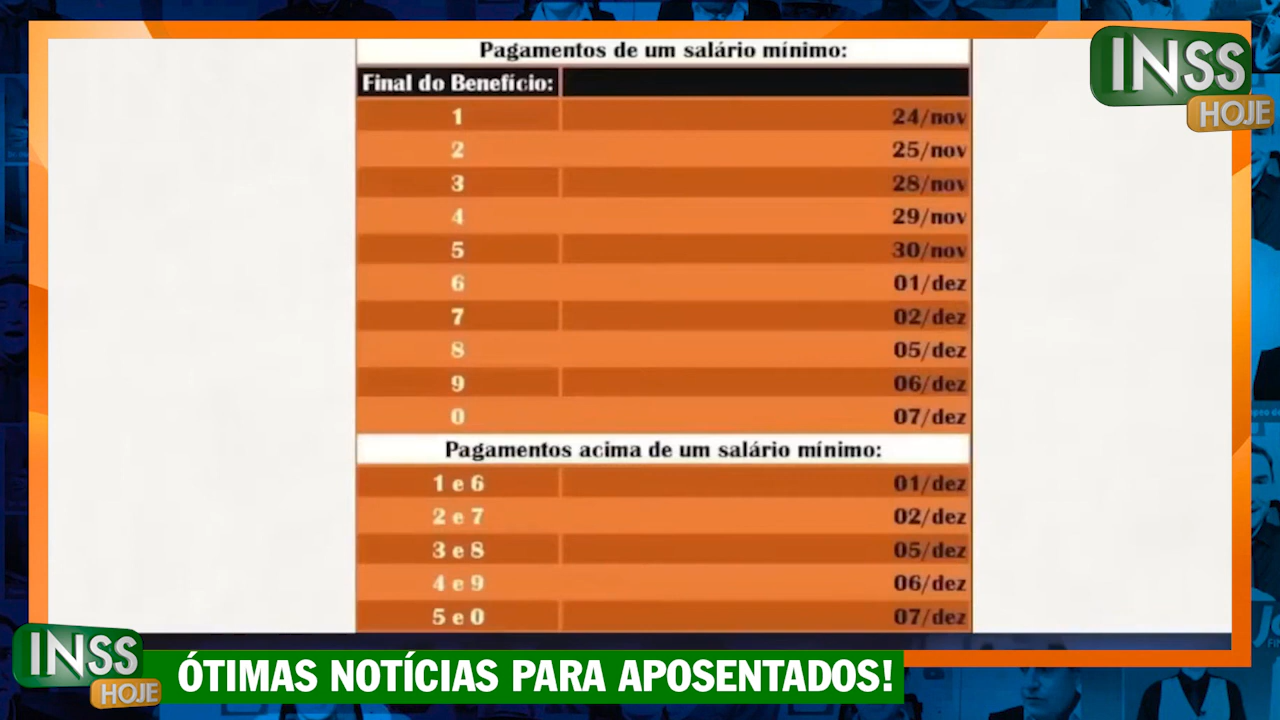 Pagamentos de um salário mínimo:
Final do Benefício:
1 24/nov
2 25/nov
3 28/nov
4 29/nov
5 30/nov
6 01/dez
7 02/dez
8 05/dez
9 06/dez
0 07/dez
Pagamentos acima de um salário mínimo:
1 e 6 01/dez
2 e 7 02/dez
3 e 8 05/dez
4 e 9 06/dez
5 e 0 07/dez
INSS
HOJE
INSS
HOJE
ÓTIMAS NOTÍCIAS PARA APOSENTADOS!